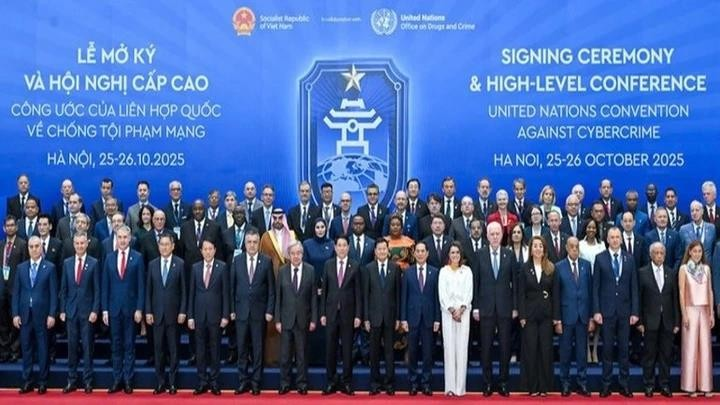 Socialist Republic
of Viet Nam
In collaboration with
United Nations
Office on Drugs and Crime
LỄ MỞ KÝ
VÀ HỘI NGHỊ CẤP CAO
CÔNG ƯỚC CỦA LIÊN HỢP QUỐC
VỀ CHỐNG TỘI PHẠM MẠNG
HÀ NỘI, 25-26.10.2025
SIGNING CEREMONY
& HIGH-LEVEL CONFERENCE
UNITED NATIONS CONVENTION
AGAINST CYBERCRIME
HA NOI, 25-26 OCTOBER 2025